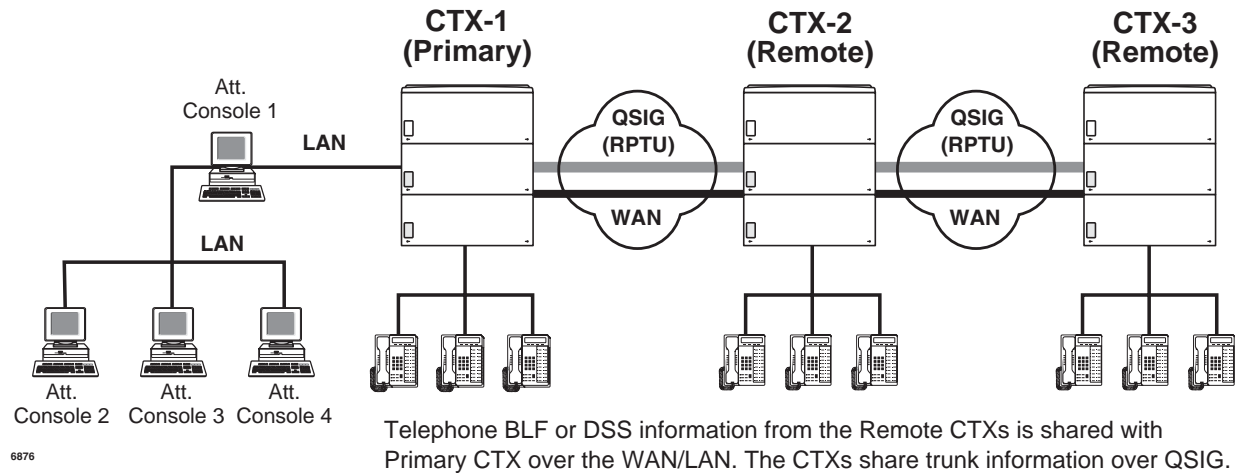 CTX-1
(Primary)
CTX-2
(Remote)
CTX-3
(Remote)
Att.
Console 1
LAN
QSIG
(RPTU)
WAN
QSIG
(RPTU)
WAN
LAN
Att.
Console 2
Att.
Console 3
Att.
Console 4
Telephone BLF or DSS information from the Remote CTXs is shared with
Primary CTX over the WAN/LAN. The CTXs share trunk information over QSIG.
6876